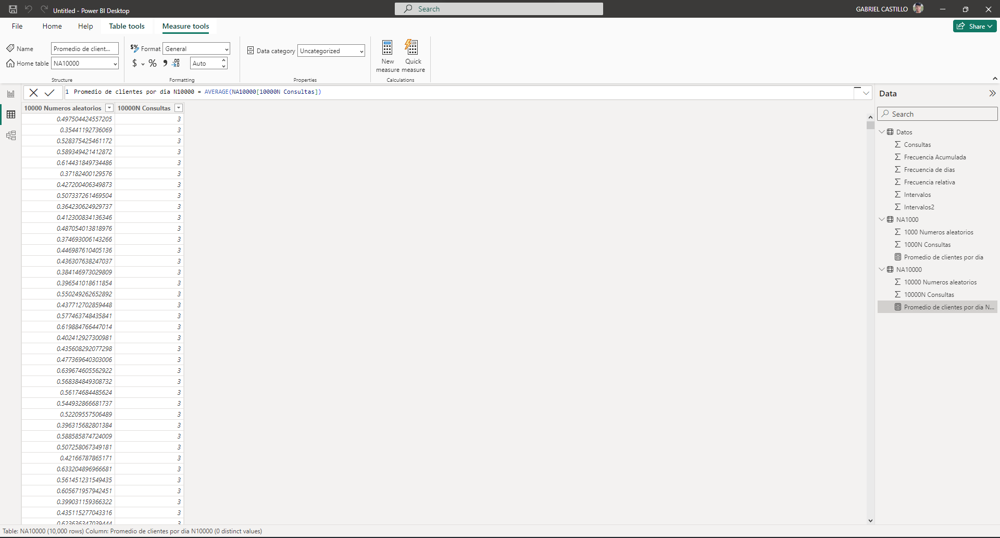 Untitled - Power BI Desktop
Search
GABRIEL CASTILLO
File
Home
Help
Table tools
Measure tools
Share
Name
Promedio de client...
Format
General
Data category
Uncategorized
New measure
Quick measure
Home table
NA10000
$
%
Auto
Structure
Formatting
Properties
Calculations
1 Promedio de clientes por dia N10000 = AVERAGE(NA10000[10000N Consultas])
10000 Numeros aleatorios 10000N Consultas
0.497504424557205 3
0.35441192736069 3
0.528375425461172 3
0.589349421412872 3
0.614431849734486 3
0.37182400129576 3
0.427200406349873 3
0.507337261469504 3
0.364230624929737 3
0.412300834136346 3
0.487054013818976 3
0.374693006143266 3
0.446987610405136 3
0.436307638247037 3
0.384146973029809 3
0.396541018611854 3
0.550249262652892 3
0.437712702859448 3
0.577463748435841 3
0.619884766447014 3
0.402412927300981 3
0.435608292077298 3
0.477369640303006 3
0.639674605562922 3
0.568384849308732 3
0.56174684485624 3
0.544932866681737 3
0.52209557506489 3
0.396315682801384 3
0.588585874724009 3
0.507258067349181 3
0.42166787865171 3
0.633204896966681 3
0.561451231549435 3
0.605671957942451 3
0.399031159366322 3
0.435115277043316 3
0.623636347039444 3
Data
Search
Datos
Consultas
Frecuencia Acumulada
Frecuencia de dias
Frecuencia relativa
Intervalos
Intervalos2
NA1000
1000 Numeros aleatorios
1000N Consultas
Promedio de clientes por dia
NA10000
10000 Numeros aleatorios
10000N Consultas
Promedio de clientes por dia N...
Table: NA10000 (10,000 rows) Column: Promedio de clientes por dia N10000 (0 distinct values)